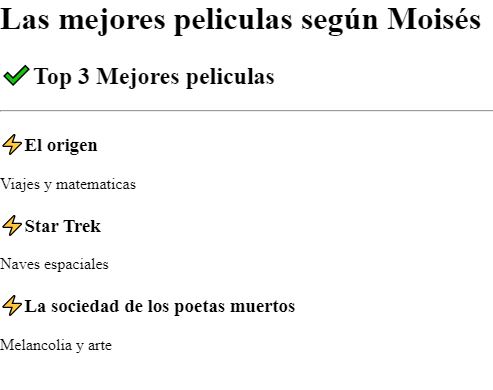 Las mejores peliculas según Moisés
✔Top 3 Mejores peliculas
⚡El origen
Viajes y matematicas
⚡Star Trek
Naves espaciales
⚡La sociedad de los poetas muertos
Melancolia y arte